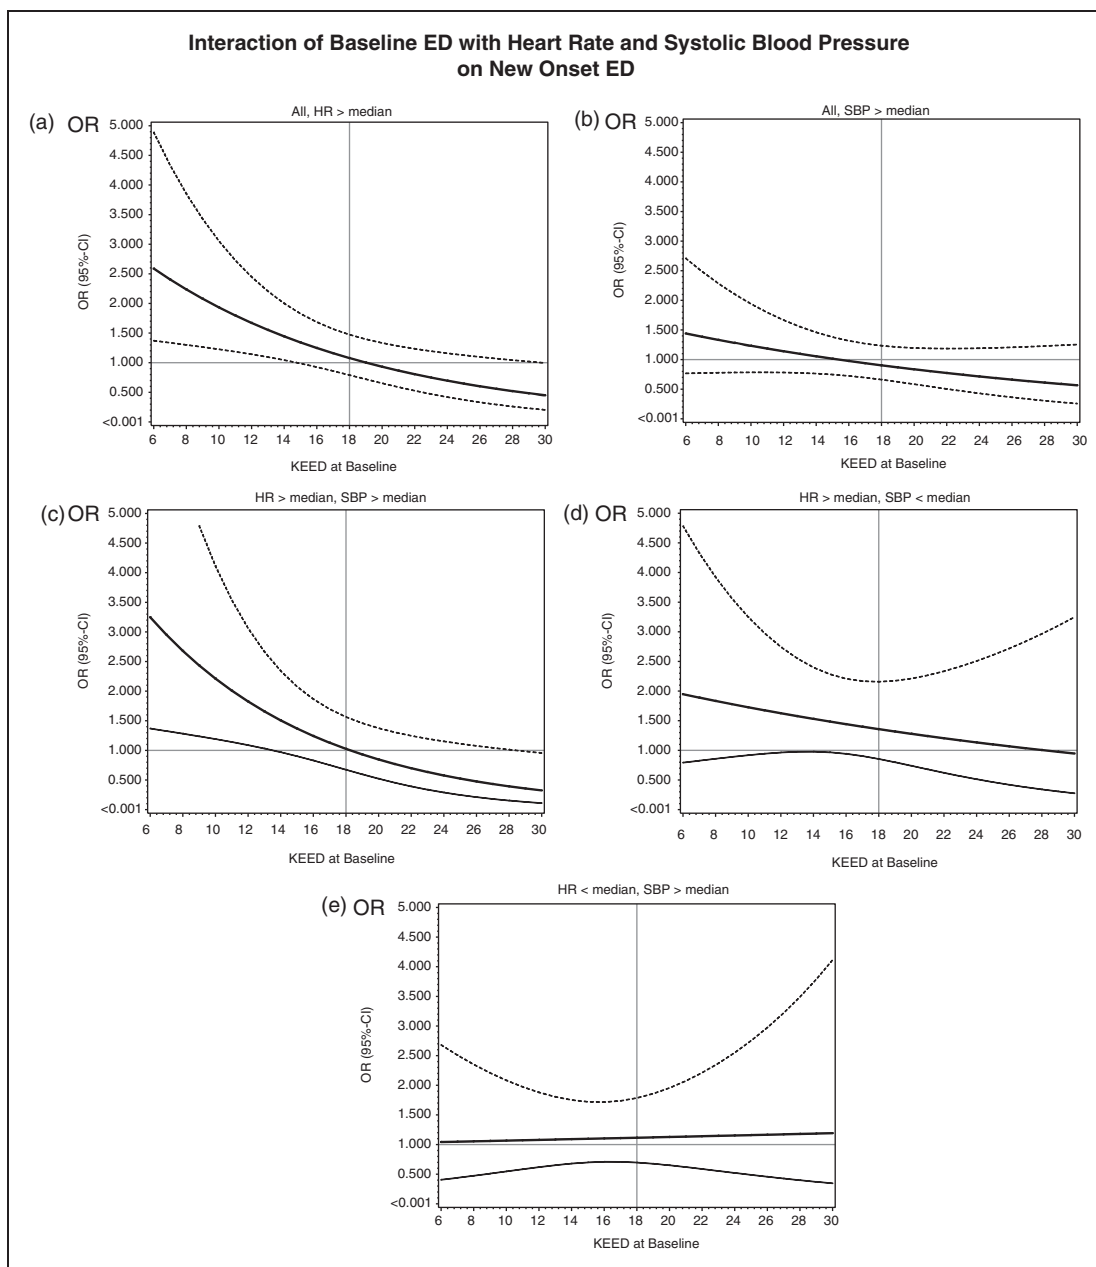 Interaction of Baseline ED with Heart Rate and Systolic Blood Pressure
on New Onset ED
(a) OR
All, HR > median
5.000
4.500
4.000
3.500
3.000
2.500
2.000
1.500
1.000
0.500
<0.001
OR (95%-CI)
6 8 10 12 14 16 18 20 22 24 26 28 30
KEED at Baseline
(b) OR
All, SBP > median
5.000
4.500
4.000
3.500
3.000
2.500
2.000
1.500
1.000
0.500
<0.001
OR (95%-CI)
6 8 10 12 14 16 18 20 22 24 26 28 30
KEED at Baseline
(c) OR
HR > median, SBP > median
5.000
4.500
4.000
3.500
3.000
2.500
2.000
1.500
1.000
0.500
<0.001
OR (95%-CI)
6 8 10 12 14 16 18 20 22 24 26 28 30
KEED at Baseline
(d) OR
HR > median, SBP < median
5.000
4.500
4.000
3.500
3.000
2.500
2.000
1.500
1.000
0.500
<0.001
OR (95%-CI)
6 8 10 12 14 16 18 20 22 24 26 28 30
KEED at Baseline
(e) OR
HR < median, SBP > median
5.000
4.500
4.000
3.500
3.000
2.500
2.000
1.500
1.000
0.500
<0.001
OR (95%-CI)
6 8 10 12 14 16 18 20 22 24 26 28 30
KEED at Baseline